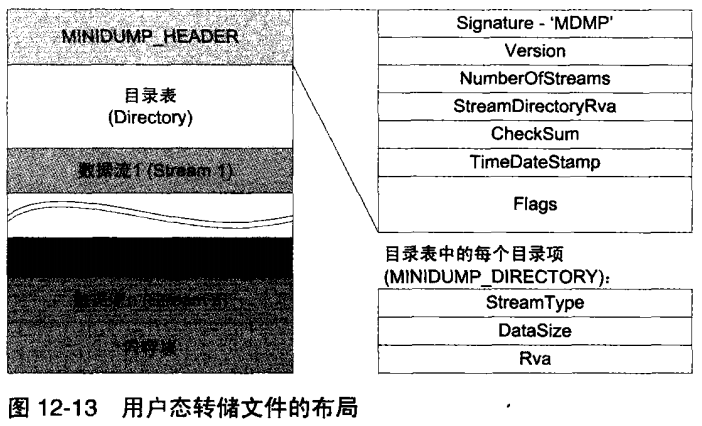 MINIDUMP_HEADER
目录表
(Directory)
数据流1 (Stream 1)
Signature - 'MDMP'
Version
NumberOfStreams
StreamDirectoryRva
CheckSum
TimeDateStamp
Flags
目录表中的每个目录项
(MINIDUMP_DIRECTORY):
StreamType
DataSize
Rva
图 12-13 用户态转储文件的布局